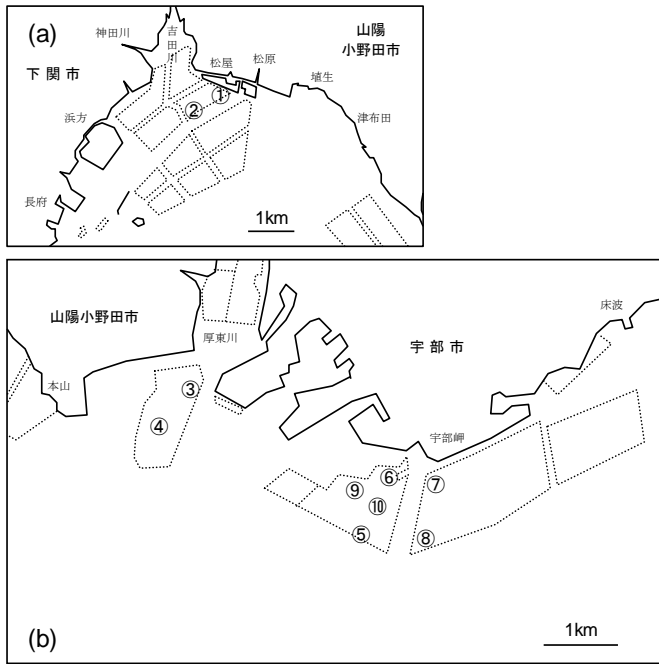 (a)
神田川
吉田川
松屋
松原
山陽
小野田市
埴生
下関市
①
②
津布田
浜方
長府
1km
床波
山陽小野田市
厚東川
宇部市
本山
③
④
宇部岬
⑥
⑦
⑨
⑩
⑤
⑧
(b)
1km